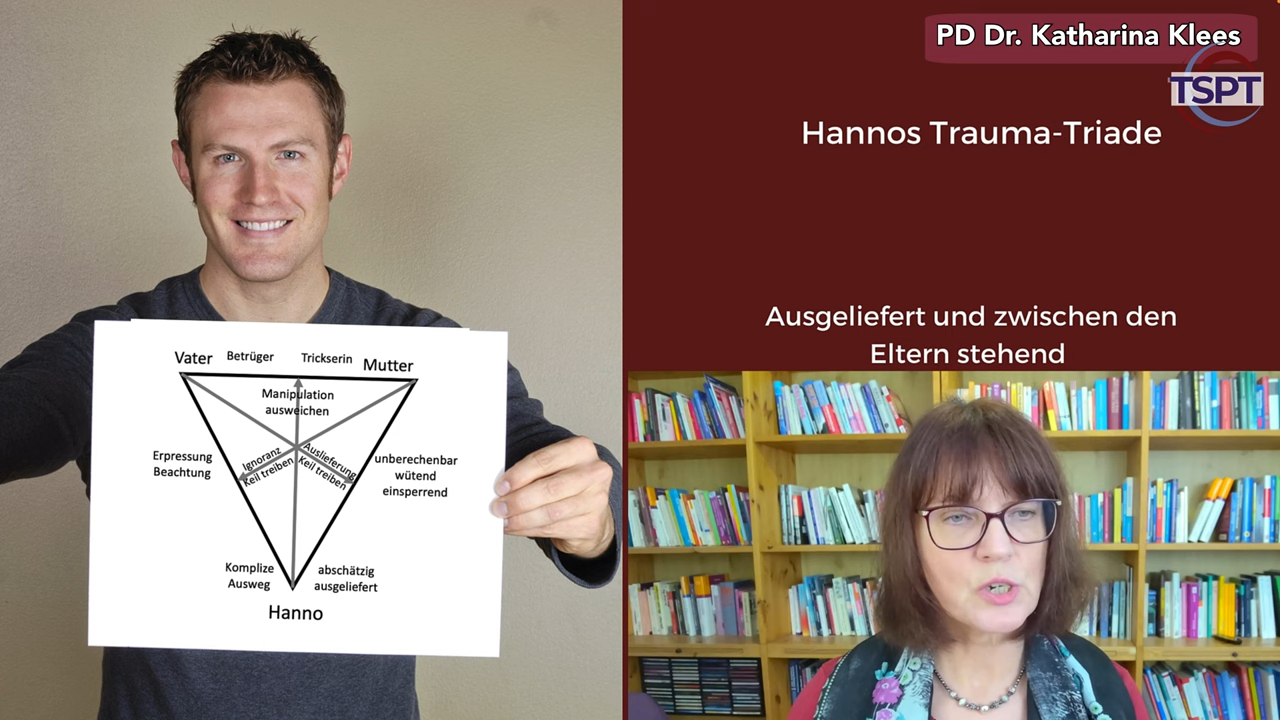 PD Dr. Katharina Klees
TSPT
Hannos Trauma-Triade
Ausgeliefert und zwischen den
Eltern stehend
Vater Betrüger Trickserin Mutter
Manipulation
ausweichen
Ignoranz
Keil treiben
Auslieferung
Keil treiben
Erpressung
Beachtung
unberechenbar
wütend
einsperrend
Komplize
Ausweg
abschätzig
ausgeliefert
Hanno